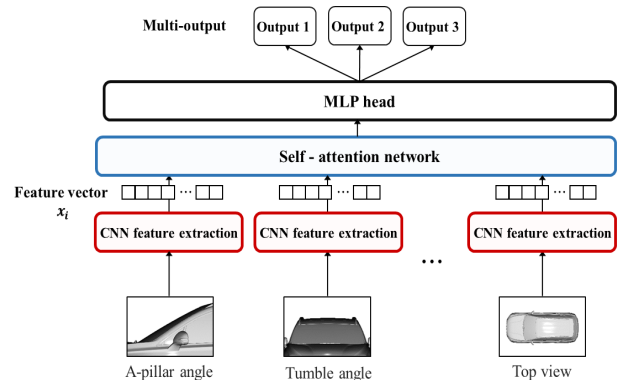 Multi-output
Output 1
Output 2
Output 3
MLP head
Self - attention network
Feature vector
x_i
...
...
...
CNN feature extraction
CNN feature extraction
CNN feature extraction
...
A-pillar angle
Tumble angle
Top view